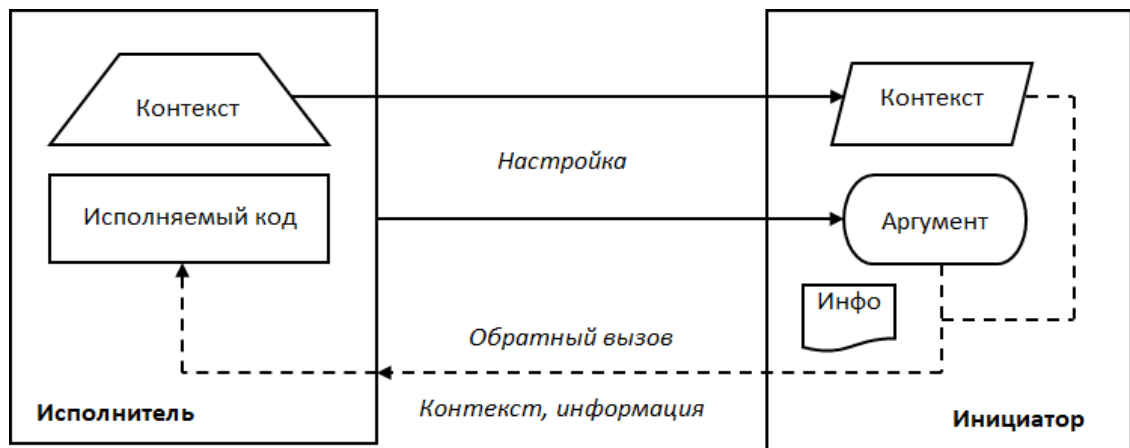 Контекст
Контекст
Настройка
Исполняемый код
Аргумент
Инфо
Обратный вызов
Контекст, информация
Исполнитель
Инициатор